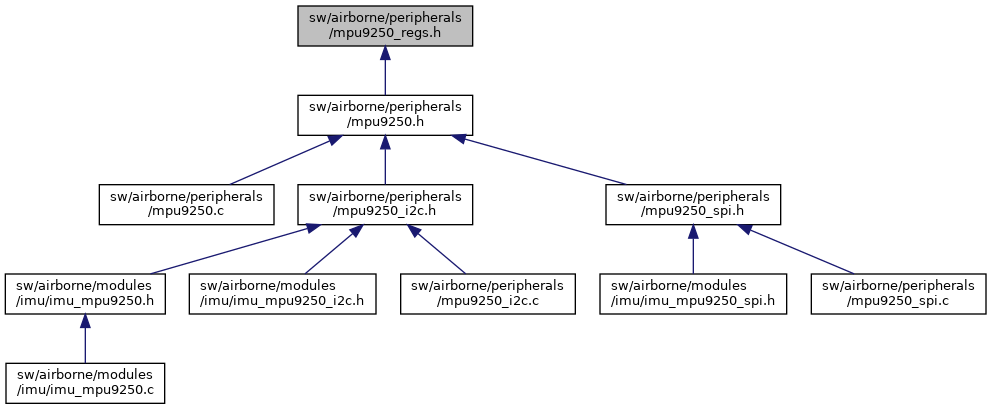 sw/airborne/peripherals
/mpu9250_regs.h
sw/airborne/peripherals
/mpu9250.h
sw/airborne/peripherals
/mpu9250.c
sw/airborne/peripherals
/mpu9250_i2c.h
sw/airborne/peripherals
/mpu9250_spi.h
sw/airborne/modules
/imu/imu_mpu9250.h
sw/airborne/modules
/imu/imu_mpu9250_i2c.h
sw/airborne/peripherals
/mpu9250_i2c.c
sw/airborne/modules
/imu/imu_mpu9250_spi.h
sw/airborne/peripherals
/mpu9250_spi.c
sw/airborne/modules
/imu/imu_mpu9250.c